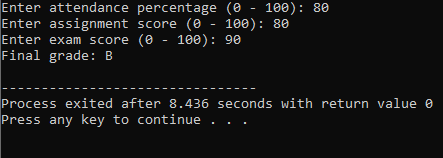 Enter attendance percentage (0 - 100): 80
Enter assignment score (0 - 100): 80
Enter exam score (0 - 100): 90
Final grade: B
--------------------------------
Process exited after 8.436 seconds with return value 0
Press any key to continue . . .